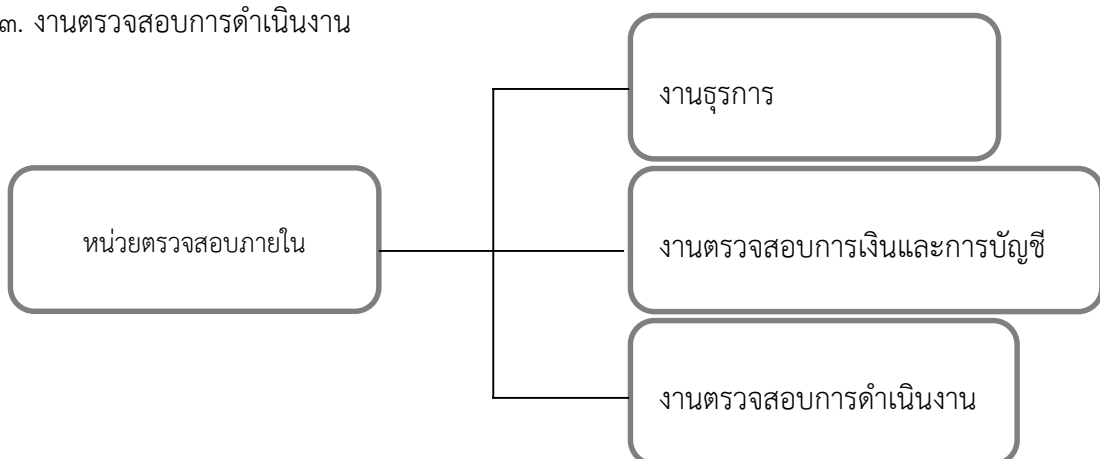 ๓. งานตรวจสอบการดำเนินงาน
งานธุรการ
หน่วยตรวจสอบภายใน
งานตรวจสอบการเงินและการบัญชี
งานตรวจสอบการดำเนินงาน